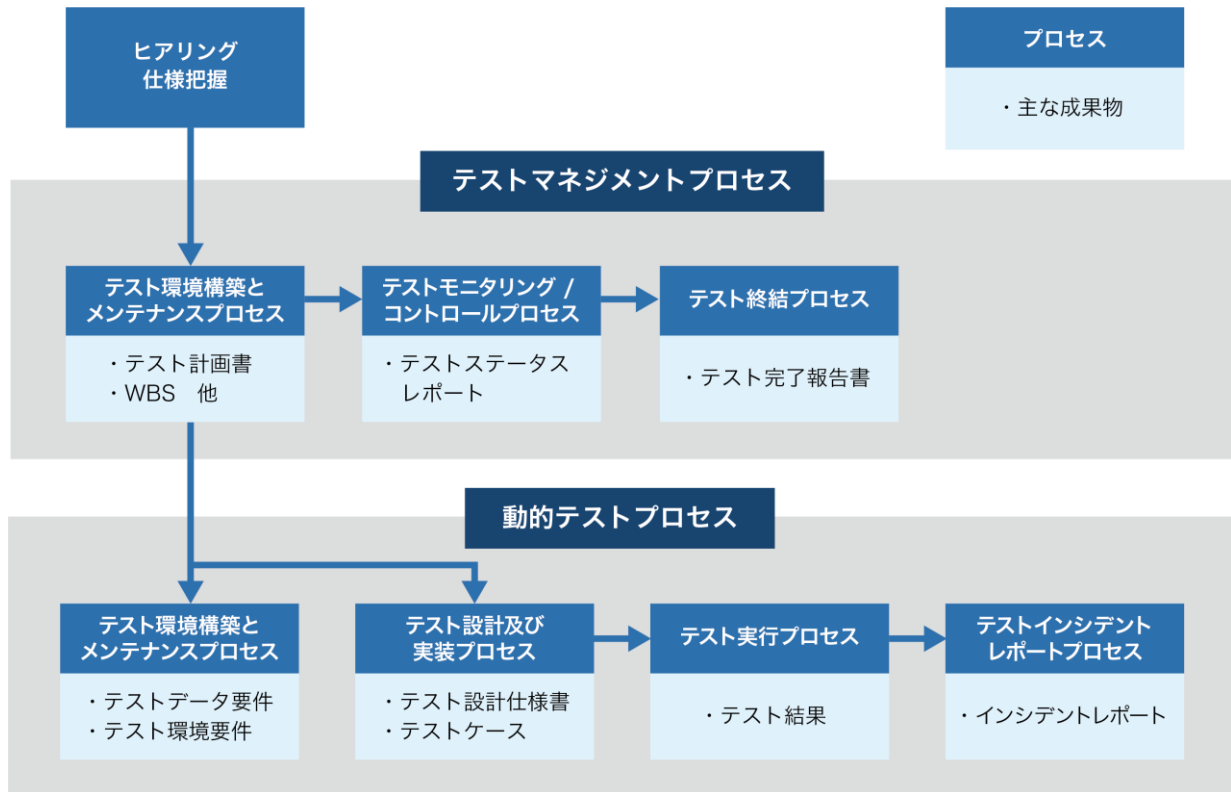 ヒアリング
仕様把握
プロセス
・主な成果物
テストマネジメントプロセス
テスト環境構築と
メンテナンスプロセス
・テスト計画書
・WBS　他
テストモニタリング /
コントロールプロセス
・テストステータス
レポート
テスト終結プロセス
・テスト完了報告書
動的テストプロセス
テスト環境構築と
メンテナンスプロセス
・テストデータ要件
・テスト環境要件
テスト設計及び
実装プロセス
・テスト設計仕様書
・テストケース
テスト実行プロセス
・テスト結果
テストインシデント
レポートプロセス
・インシデントレポート